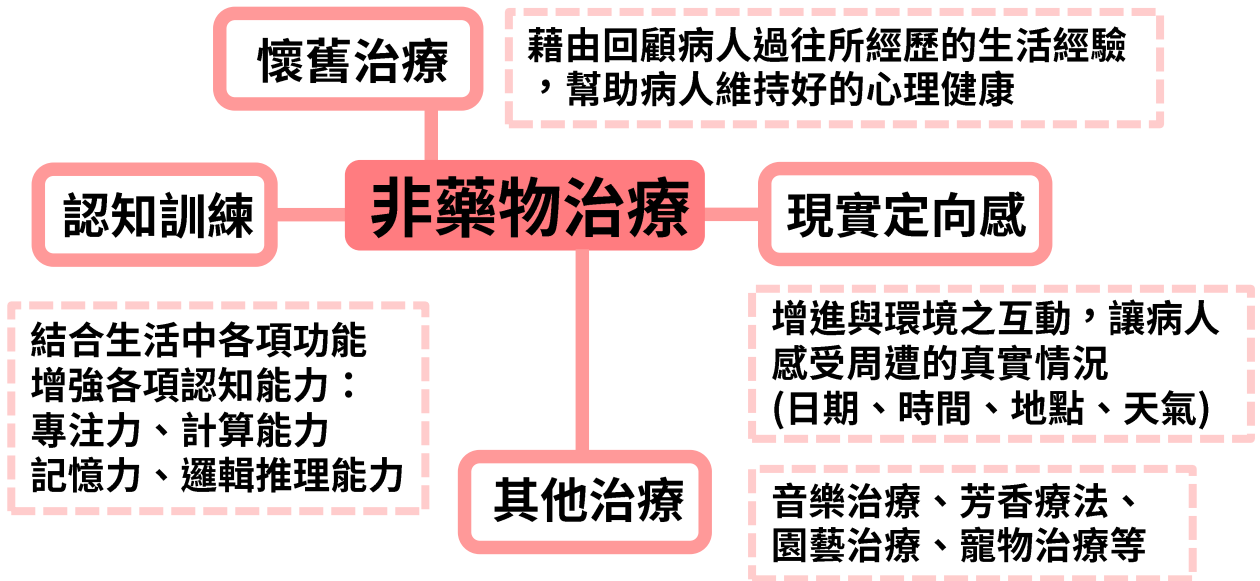 懷舊治療
藉由回顧病人過往所經歷的生活經驗
，幫助病人維持好的心理健康
認知訓練
非藥物治療
現實定向感
結合生活中各項功能
增強各項認知能力：
專注力、計算能力
記憶力、邏輯推理能力
增進與環境之互動，讓病人
感受周遭的真實情況
(日期、時間、地點、天氣)
其他治療
音樂治療、芳香療法、
園藝治療、寵物治療等